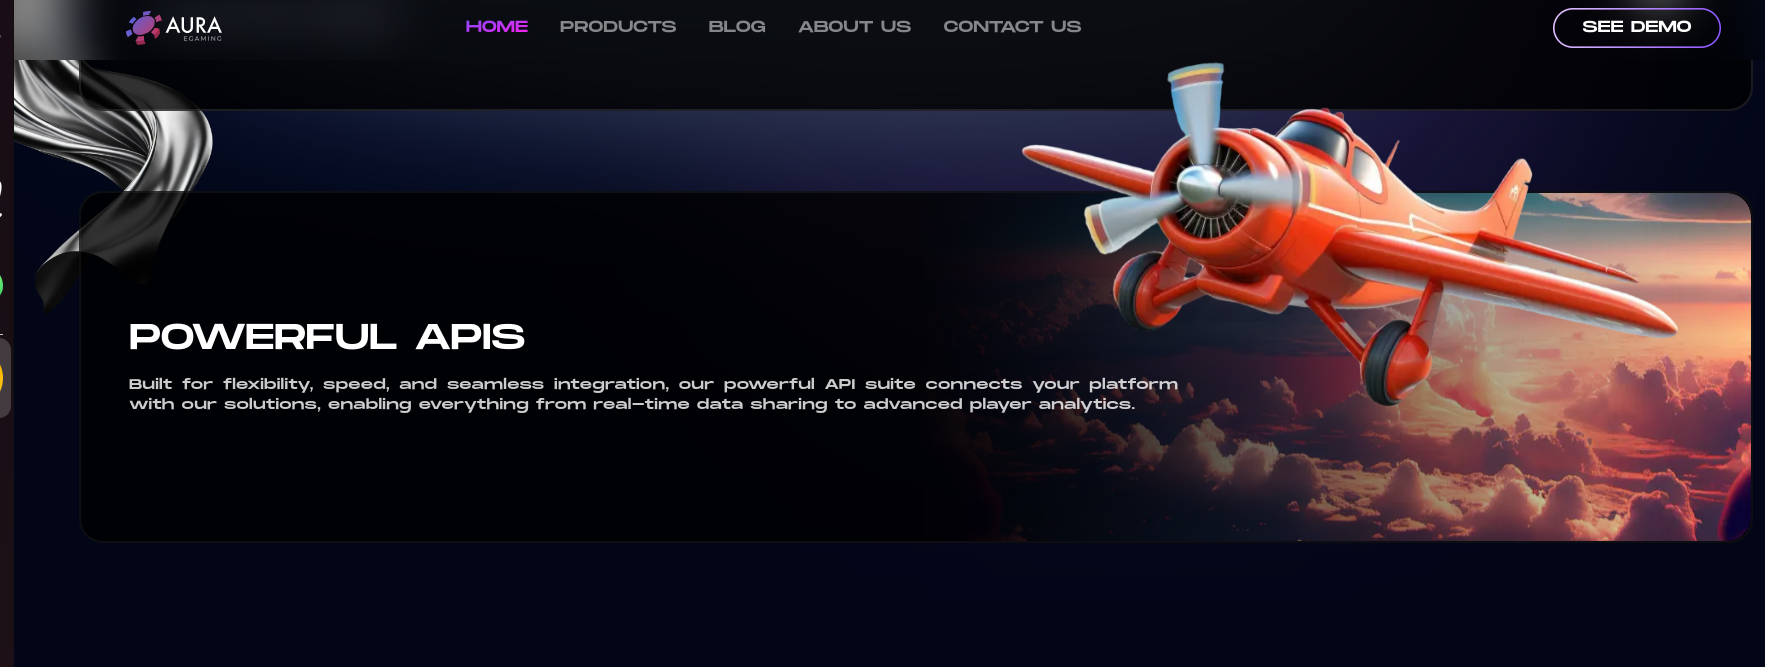 AURA
EGAMING
HOME
PRODUCTS
BLOG
ABOUT US
CONTACT US
SEE DEMO
POWERFUL APIS
Built for flexibility, speed, and seamless integration, our powerful API suite connects your platform
with our solutions, enabling everything from real-time data sharing to advanced player analytics.